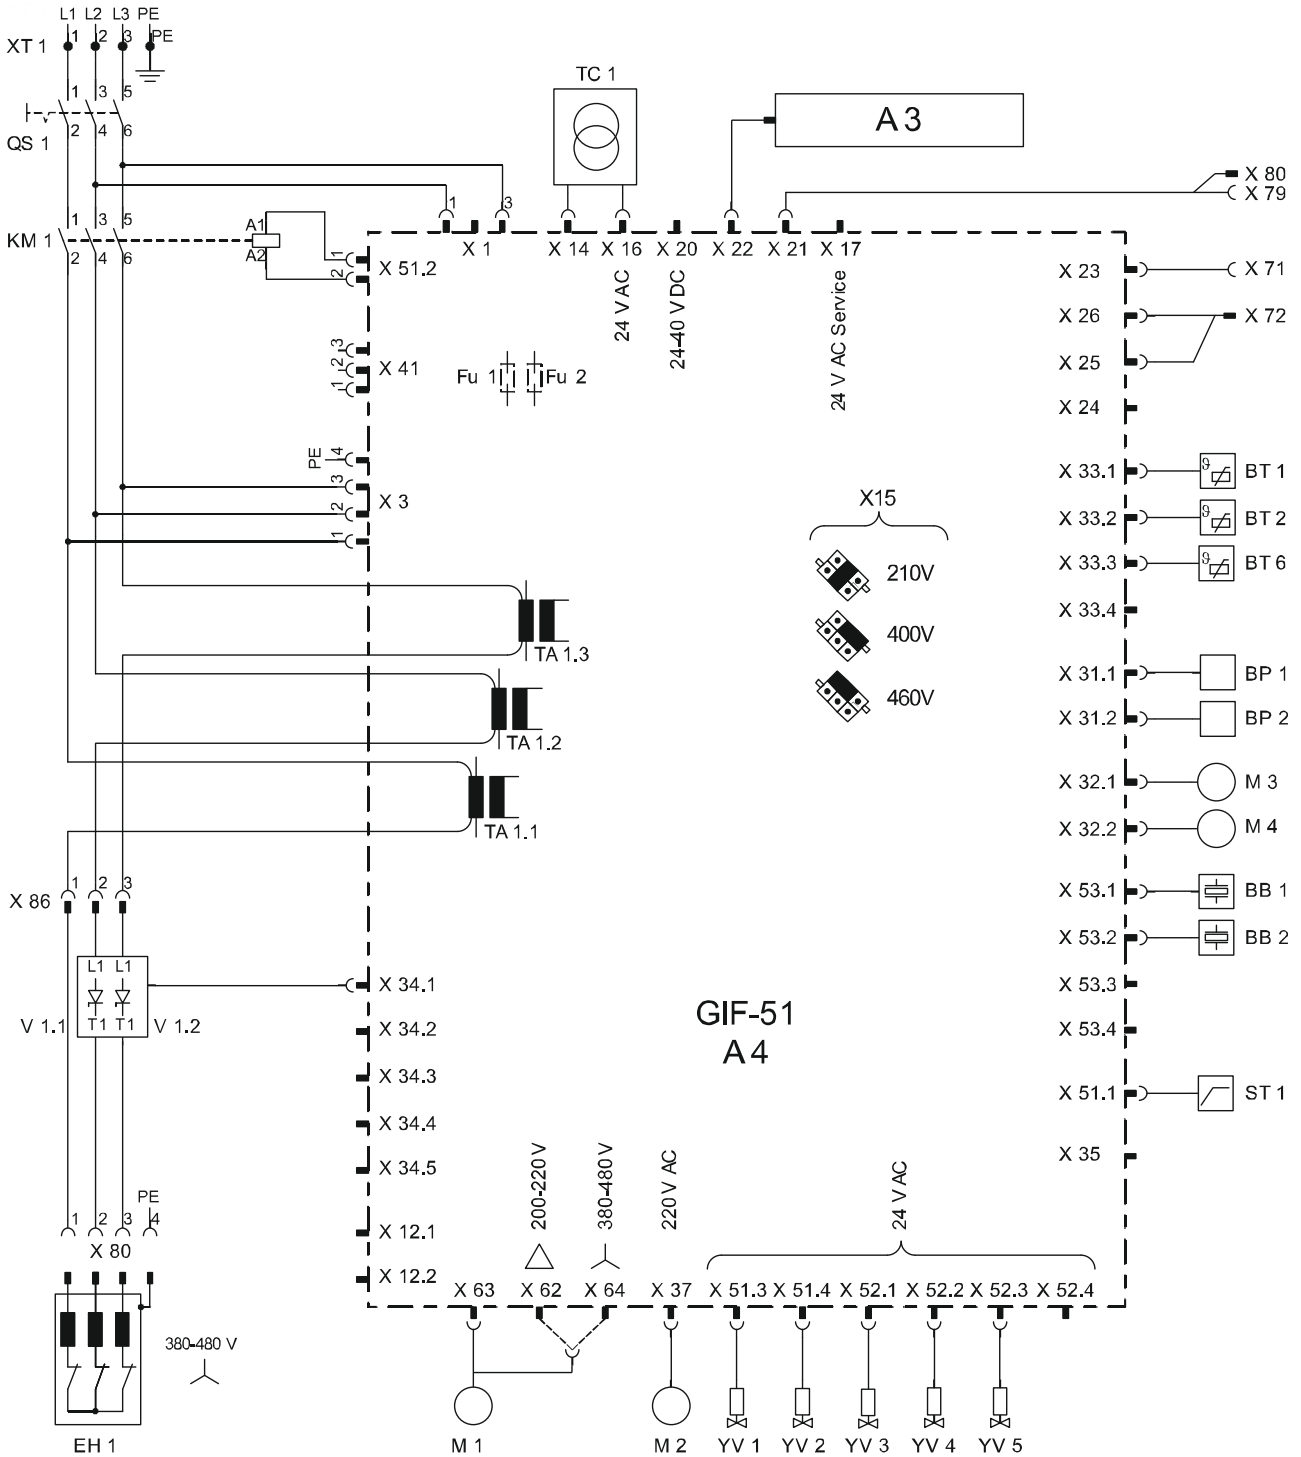 L1 L2 L3 PE
XT 1
1 2 3 PE
1 3 5
QS 1
2 4 6
TC 1
A 3
X 80
X 79
1 3
1 3 5
KM 1
2 4 6
A1
A2
1
2
X 51.2
X 1 X 14 X 16 X 20 X 22 X 21 X 17
24 V AC
24-40 V DC
24 V AC Service
X 23
X 71
X 26
X 72
X 25
X 24
3
2
1
X 41
Fu 1
Fu 2
PE
4
3
2
1
X 3
X15
210V
400V
460V
X 33.1
BT 1
X 33.2
BT 2
X 33.3
BT 6
X 33.4
TA 1.3
TA 1.2
TA 1.1
X 31.1
BP 1
X 31.2
BP 2
X 32.1
M 3
X 32.2
M 4
X 53.1
BB 1
X 53.2
BB 2
X 53.3
X 53.4
X 51.1
ST 1
X 35
X 86
1 2 3
L1 L1
T1 T1
V 1.1
V 1.2
X 34.1
X 34.2
X 34.3
X 34.4
X 34.5
X 12.1
X 12.2
GIF-51
A 4
PE
1 2 3 4
X 80
380-480 V
EH 1
200-220 V
380-480 V
220 V AC
24 V AC
X 63 X 62 X 64 X 37 X 51.3 X 51.4 X 52.1 X 52.2 X 52.3 X 52.4
M 1 M 2 YV 1 YV 2 YV 3 YV 4 YV 5